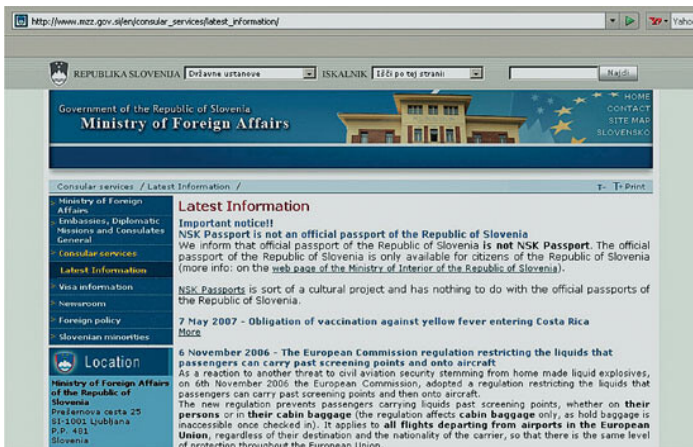 http://www.mzz.gov.si/en/consular_services/latest_information/
Yahoo
REPUBLIKA SLOVENIJA
Državne ustanove
ISKALNIK
Išči po tej strani:
Najdi
Government of the Republic of Slovenia
Ministry of Foreign Affairs
HOME
CONTACT
SITE MAP
SLOVENSKO
Consular services / Latest Information /
T- T+ Print
Ministry of Foreign
Affairs
Embassies, Diplomatic
Missions and Consulates
General
Consular services
Latest Information
Visa information
Newsroom
Foreign policy
Slovenian minorities
Location
Ministry of Foreign Affairs
of the Republic of
Slovenia
Prešernova cesta 25
SI-1001 Ljubljana
P.P. 481
Slovenia
Latest Information
Important notice!!
NSK Passport is not an official passport of the Republic of Slovenia
We inform that official passport of the Republic of Slovenia is not NSK Passport. The official
passport of the Republic of Slovenia is only available for citizens of the Republic of Slovenia
(more info: on the web page of the Ministry of Interior of the Republic of Slovenia).
NSK Passports is sort of a cultural project and has nothing to do with the official passports of
the Republic of Slovenia.
7 May 2007 - Obligation of vaccination against yellow fever entering Costa Rica
More
6 November 2006 - The European Commission regulation restricting the liquids that
passengers can carry past screening points and onto aircraft
As a reaction to another threat to civil aviation security stemming from home made liquid explosives,
on 6th November 2006 the European Commission, adopted a regulation restricting the liquids that
passengers can carry past screening points and then onto aircraft.
The new regulation prevents passengers carrying liquids past screening points, whether on their
persons or in their cabin baggage (the regulation affects cabin baggage only, as hold baggage is
inaccessible once checked in). It applies to all flights departing from airports in the European
Union, regardless of their destination and the nationality of the carrier, so that there is the same level
of protection throughout the European Union.